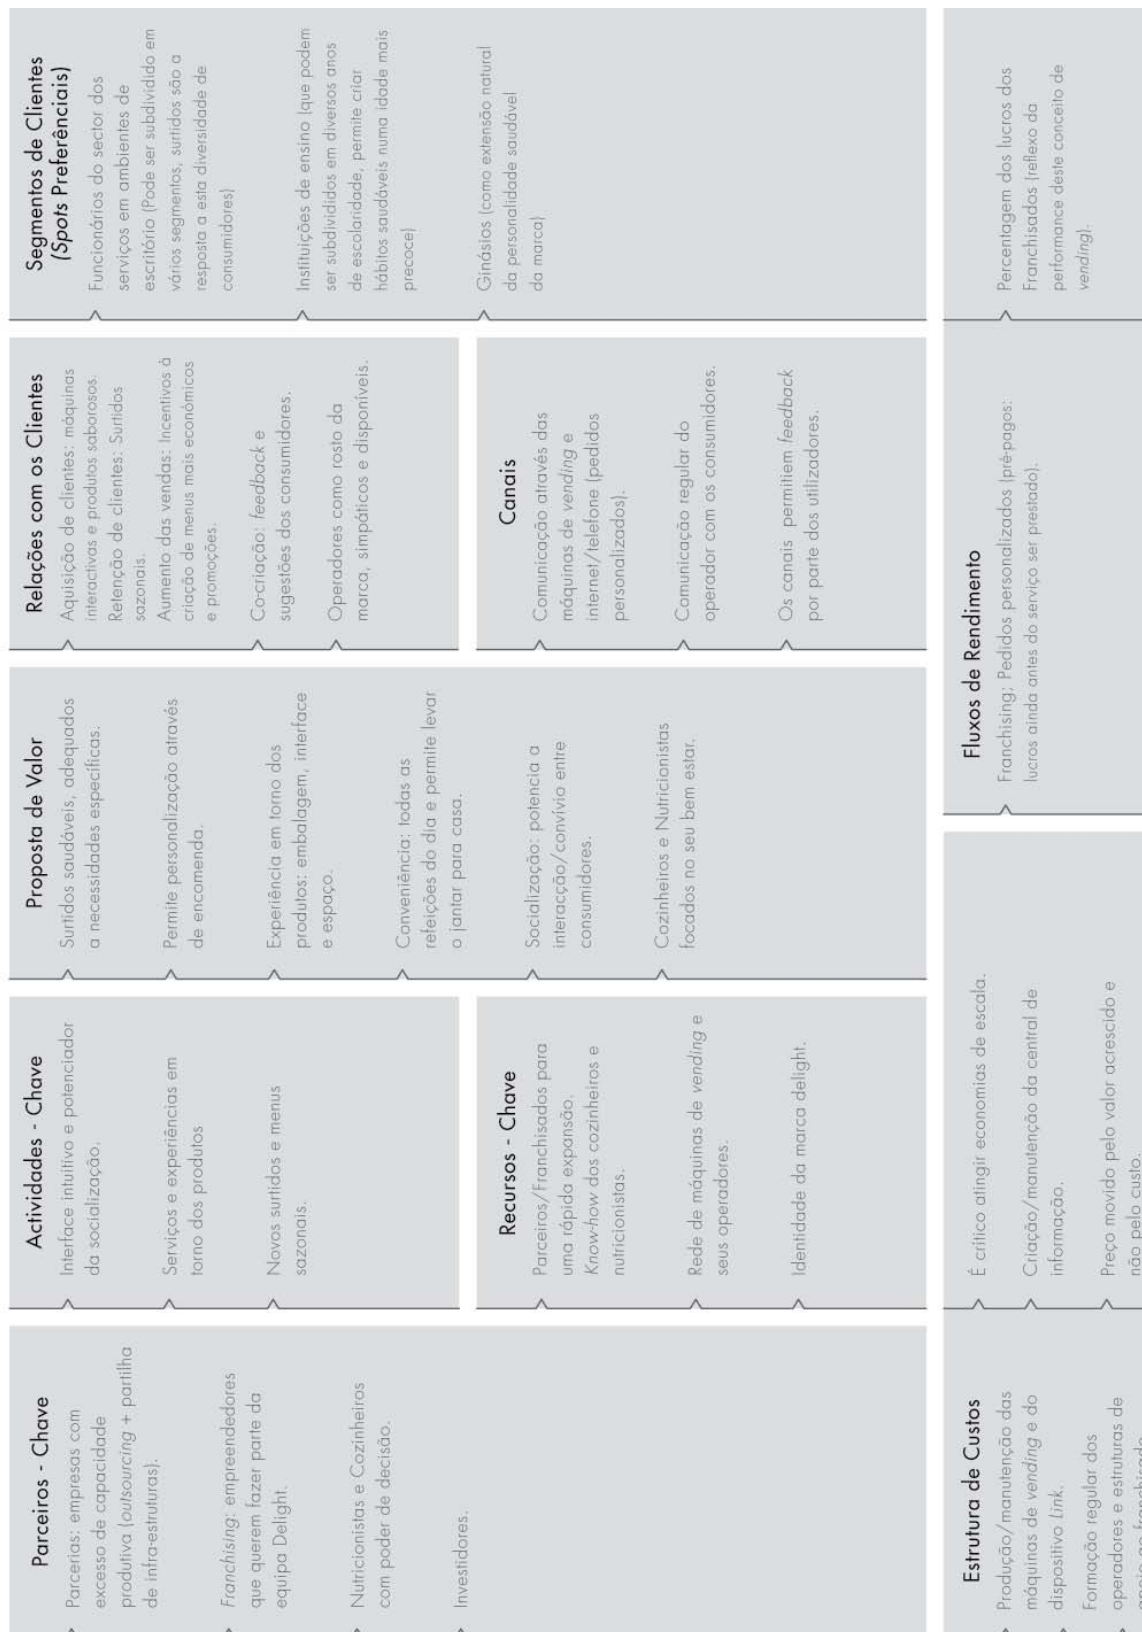 Parceiros - Chave
Parcerias: empresas com
excesso de capacidade
produtiva (outsourcing + partilha
de infra-estruturas).
Franchising: empreendedores
que querem fazer parte da
equipa Delight.
Nutricionistas e Cozinheiros
com poder de decisão.
Investidores.
Actividades - Chave
Interface intuitivo e potenciador
da socialização.
Serviços e experiências em
torno dos produtos
Novos surtidos e menus
sazonais.
Recursos - Chave
Parceiros/Franchisados para
uma rápida expansão.
Know-how dos cozinheiros e
nutricionistas.
Rede de máquinas de vending e
seus operadores.
Identidade da marca delight.
Proposta de Valor
Surtidos saudáveis, adequados
a necessidades específicas.
Permite personalização através
de encomenda.
Experiência em torno dos
produtos: embalagem, interface
e espaço.
Conveniência: todas as
refeições do dia e permite levar
o jantar para casa.
Socialização: potencia a
interacção/convívio entre
consumidores.
Cozinheiros e Nutricionistas
focados no seu bem estar.
Relações com os Clientes
Aquisição de clientes: máquinas
interactivas e produtos saborosos.
Retenção de clientes: Surtidos
sazonais.
Aumento das vendas: Incentivos à
criação de menus mais económicos
e promoções.
Co-criação: feedback e
sugestões dos consumidores.
Operadores como rosto da
marca, simpáticos e disponíveis.
Canais
Comunicação através das
máquinas de vending e
internet/telefone (pedidos
personalizados).
Comunicação regular do
operador com os consumidores.
Os canais permitiem feedback
por parte dos utilizadores.
Segmentos de Clientes
(Spots Preferênciais)
Funcionários do sector dos
serviços em ambientes de
escritório (Pode ser subdividido em
vários segmentos, surtidos são a
resposta a esta diversidade de
consumidores)
Instituições de ensino (que podem
ser subdivididos em diversos anos
de escolaridade, permite criar
hábitos saudáveis numa idade mais
precoce)
Ginásios (como extensão natural
da personalidade saudável
da marca)
Estrutura de Custos
Produção/manutenção das
máquinas de vending e do
dispositivo Link.
Formação regular dos
operadores e estruturas de
apoio ao franchisado
É crítico atingir economias de escala.
Criação/manutenção da central de
informação.
Preço movido pelo valor acrescido e
não pelo custo.
Fluxos de Rendimento
Franchising; Pedidos personalizados (pré-pagos:
lucros ainda antes do serviço ser prestado).
Percentagem dos lucros dos
Franchisados (reflexo da
performance deste conceito de
vending).